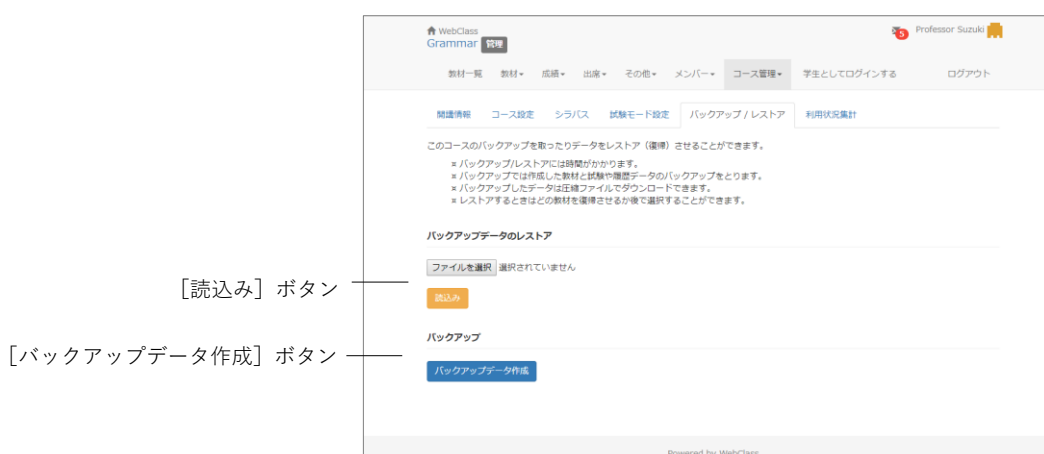 WebClass
Grammar 管理
5 Professor Suzuki
教材一覧 教材 成績 出席 その他 メンバー コース管理 学生としてログインする ログアウト
関連情報 コース設定 シラバス 試験モード設定 バックアップ / レストア 利用状況集計
このコースのバックアップを取ったりデータをレストア（復帰）させることができます。
※ バックアップ/レストアには時間がかかります。
※ バックアップでは作成した教材と試験や履歴データのバックアップをとります。
※ バックアップしたデータは圧縮ファイルでダウンロードできます。
※ レストアするときはどの教材を復帰させるか後で選択することができます。
バックアップデータのレストア
ファイルを選択 選択されていません
［読込み］ボタン
読込み
バックアップ
［バックアップデータ作成］ボタン
バックアップデータ作成
Powered by WebClass